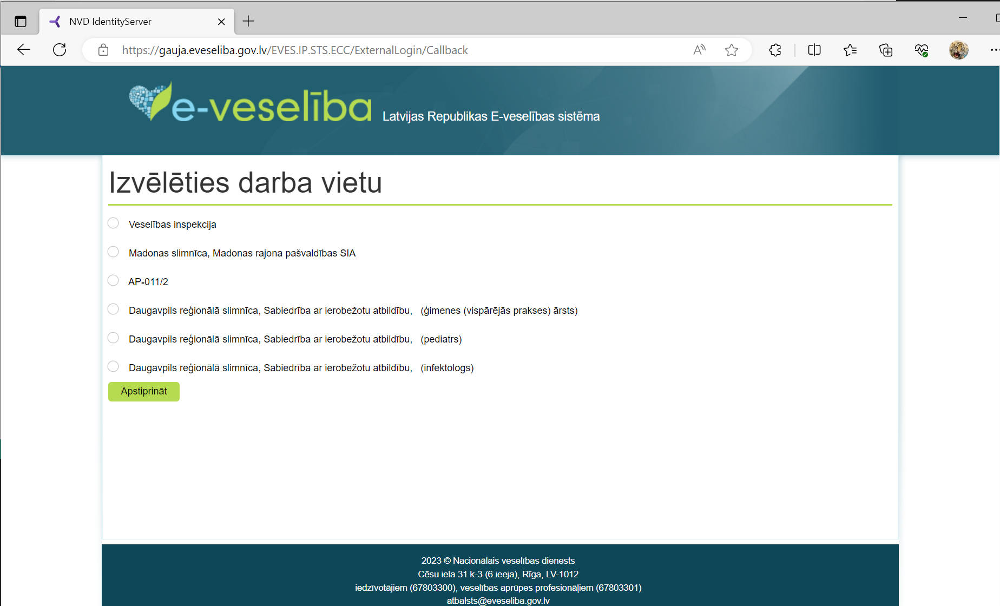 NVD IdentityServer
https://gauja.eveseliba.gov.lv/EVES.IP.STS.ECC/ExternalLogin/Callback
e-veselība Latvijas Republikas E-veselības sistēma
Izvēlēties darba vietu
Veselības inspekcija
Madonas slimnīca, Madonas rajona pašvaldības SIA
AP-011/2
Daugavpils reģionālā slimnīca, Sabiedrība ar ierobežotu atbildību, (ģimenes (vispārējās prakses) ārsts)
Daugavpils reģionālā slimnīca, Sabiedrība ar ierobežotu atbildību, (pediatrs)
Daugavpils reģionālā slimnīca, Sabiedrība ar ierobežotu atbildību, (infektologs)
Apstiprināt
2023 © Nacionālais veselības dienests
Cēsu iela 31 k-3 (6.ieeja), Rīga, LV-1012
iedzīvotājiem (67803300), veselības aprūpes profesionāļiem (67803301)
atbalsts@eveseliba.gov.lv